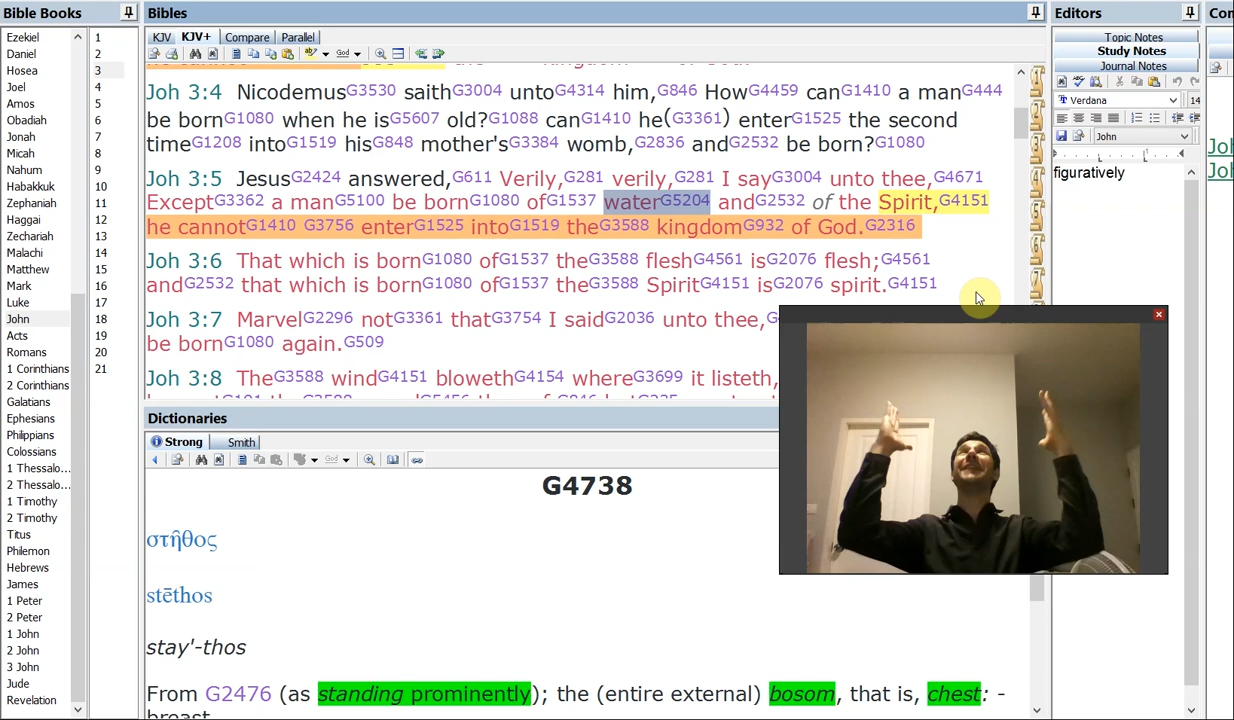 Bible Books
Ezekiel
Daniel
Hosea
Joel
Amos
Obadiah
Jonah
Micah
Nahum
Habakkuk
Zephaniah
Haggai
Zechariah
Malachi
Matthew
Mark
Luke
John
Acts
Romans
1 Corinthians
2 Corinthians
Galatians
Ephesians
Philippians
Colossians
1 Thessalo...
2 Thessalo...
1 Timothy
2 Timothy
Titus
Philemon
Hebrews
James
1 Peter
2 Peter
1 John
2 John
3 John
Jude
Revelation
1
2
3
4
5
6
7
8
9
10
11
12
13
14
15
16
17
18
19
20
21
Bibles
KJV KJV+ Compare Parallel
God
Joh 3:4 NicodemusG3530 saithG3004 untoG4314 him,G846 HowG4459 canG1410 a manG444
be bornG1080 when he isG5607 old?G1088 canG1410 he(G3361) enterG1525 the second
timeG1208 intoG1519 hisG848 mother'sG3384 womb,G2836 andG2532 be born?G1080
Joh 3:5 JesusG2424 answered,G611 Verily,G281 verily,G281 I sayG3004 unto thee,G4671
ExceptG3362 a manG5100 be bornG1080 ofG1537 waterG5204 andG2532 of the Spirit,G4151
he cannotG1410 G3756 enterG1525 intoG1519 theG3588 kingdomG932 of God.G2316
Joh 3:6 That which is bornG1080 ofG1537 theG3588 fleshG4561 isG2076 flesh;G4561
andG2532 that which is bornG1080 ofG1537 theG3588 SpiritG4151 isG2076 spirit.G4151
Joh 3:7 MarvelG2296 notG3361 thatG3754 I saidG2036 unto thee,
be bornG1080 again.G509
Joh 3:8 TheG3588 windG4151 blowethG4154 whereG3699 it listeth,
Dictionaries
Strong Smith
God
G4738
στῆθος
stēthos
stay'-thos
From G2476 (as standing prominently); the (entire external) bosom, that is, chest: -
breast
Editors
Topic Notes
Study Notes
Journal Notes
Verdana 14
John
figuratively
Con
Joh
Joh